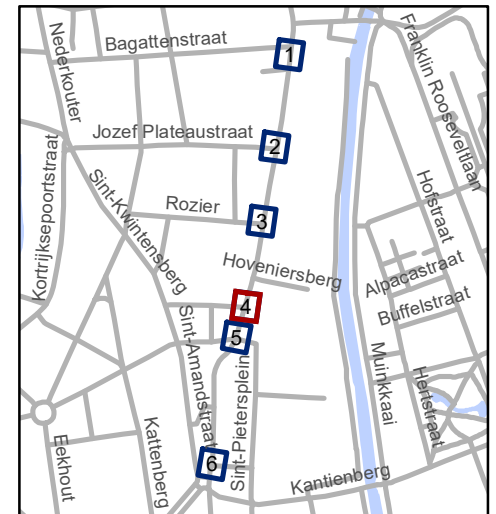 Nederkouter
Bagattenstraat
1
Franklin Rooseveltlaan
Jozef Plateaustraat
2
Kortrijksepoortstraat
Sint-Kwintensberg
Rozier
3
Hofstraat
Hoveniersberg
Alpacastraat
4
Buffelstraat
5
Sint-Amandstraat
Sint-Pietersplein
Muinkkaai
Hertstraat
Eekhout
Kattenberg
6
Kantienberg